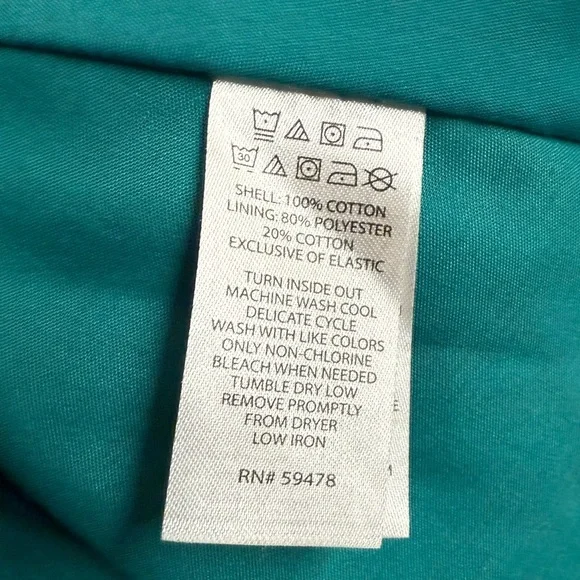 30
SHELL: 100% COTTON
LINING: 80% POLYESTER
20% COTTON
EXCLUSIVE OF ELASTIC
TURN INSIDE OUT
MACHINE WASH COOL
DELICATE CYCLE
WASH WITH LIKE COLORS
ONLY NON-CHLORINE
BLEACH WHEN NEEDED
TUMBLE DRY LOW
REMOVE PROMPTLY
FROM DRYER
LOW IRON
RN# 59478
E
M